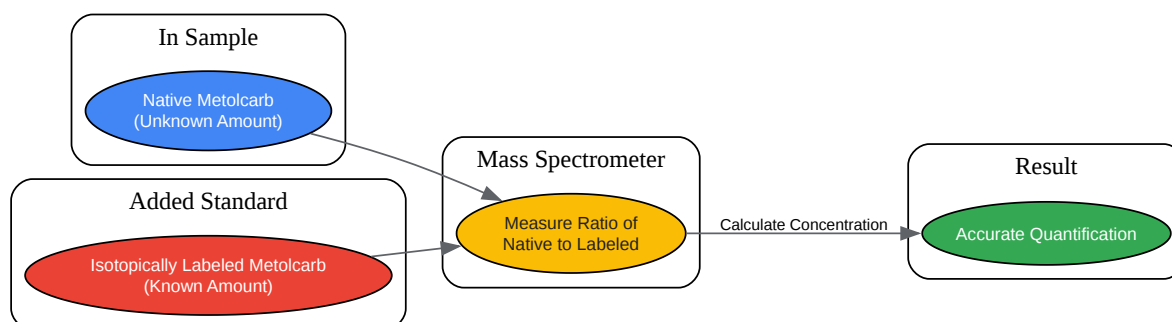 In Sample
Native Metolcarb
(Unknown Amount)
Added Standard
Isotopically Labeled Metolcarb
(Known Amount)
Mass Spectrometer
Measure Ratio of
Native to Labeled
Calculate Concentration
Result
Accurate Quantification